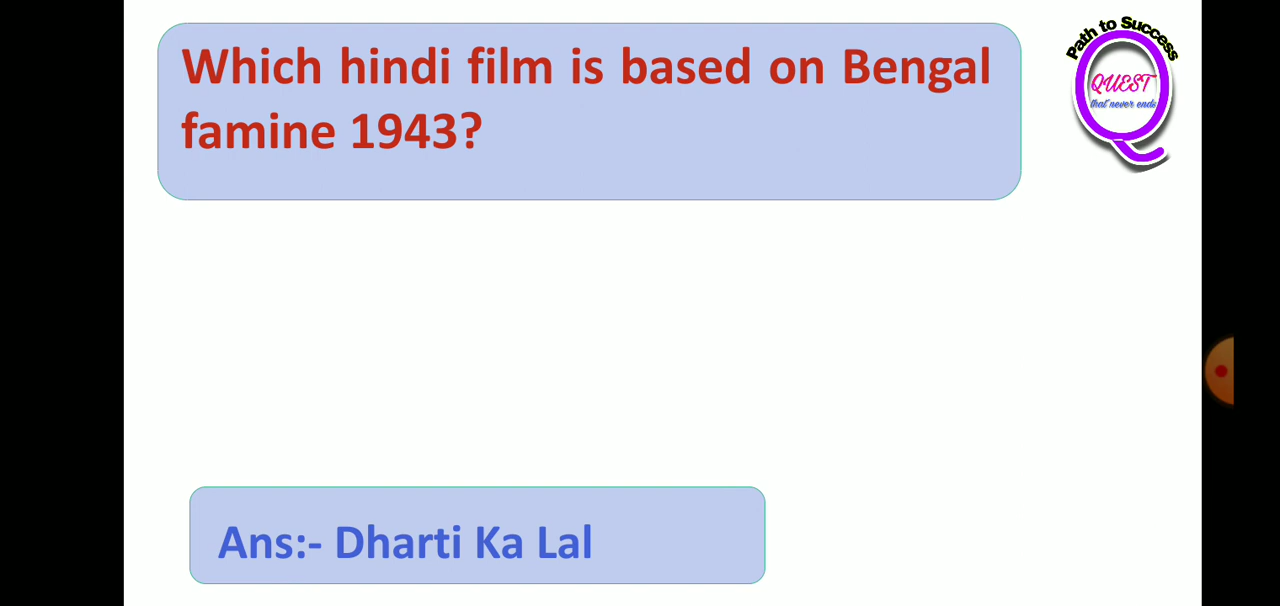 Which hindi film is based on Bengal
famine 1943?
Path to Success
QUEST
that never ends
Ans:- Dharti Ka Lal